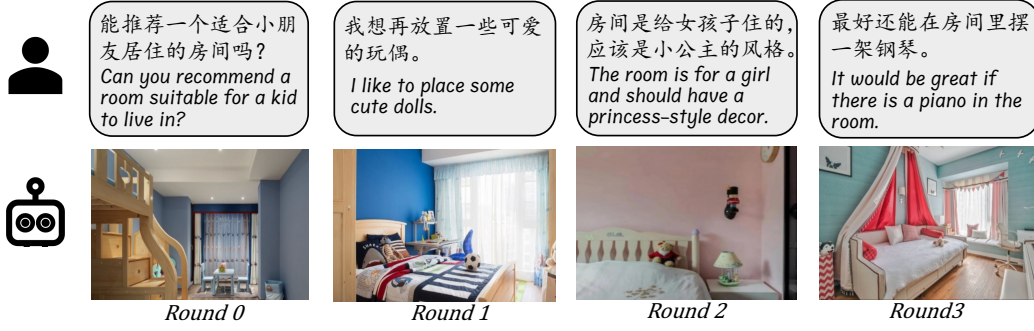 能推荐一个适合小朋
友居住的房间吗?
Can you recommend a
room suitable for a kid
to live in?
我想再放置一些可爱
的玩偶。
I like to place some
cute dolls.
房间是给女孩子住的，
应该是小公主的风格。
The room is for a girl
and should have a
princess-style decor.
最好还能在房间里摆
一架钢琴。
It would be great if
there is a piano in the
room.
Round 0
Round 1
Round 2
Round3